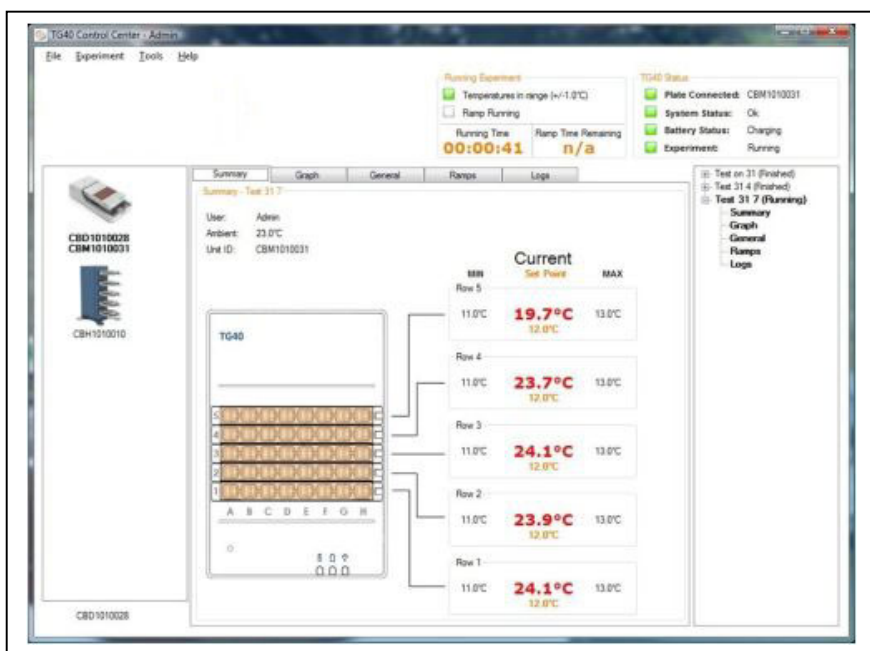 TG40 Control Center - Admin
File Experiment Tools Help
Running Experiment
Temperatures in range (+/-1.0°C)
Ramp Running
Running Time
Ramp Time Remaining
00:00:41
n/a
TG40 Status
Plate Connected: CBM1010031
System Status: Ok
Battery Status: Charging
Experiment: Running
CBD1010028
CBM1010031
CBH1010010
CBD1010028
Summary Graph General Ramps Logs
Summary - Test 31 7
User: Admin
Ambient: 23.0°C
Unit ID: CBM1010031
TG40
5
4
3
2
1
A B C D E F G H
Current
MIN Set Point MAX
Row 5
11.0°C 19.7°C 13.0°C
12.0°C
Row 4
11.0°C 23.7°C 13.0°C
12.0°C
Row 3
11.0°C 24.1°C 13.0°C
12.0°C
Row 2
11.0°C 23.9°C 13.0°C
12.0°C
Row 1
11.0°C 24.1°C 13.0°C
12.0°C
Test on 31 (Finished)
Test 31 4 (Finished)
Test 31 7 (Running)
Summary
Graph
General
Ramps
Logs